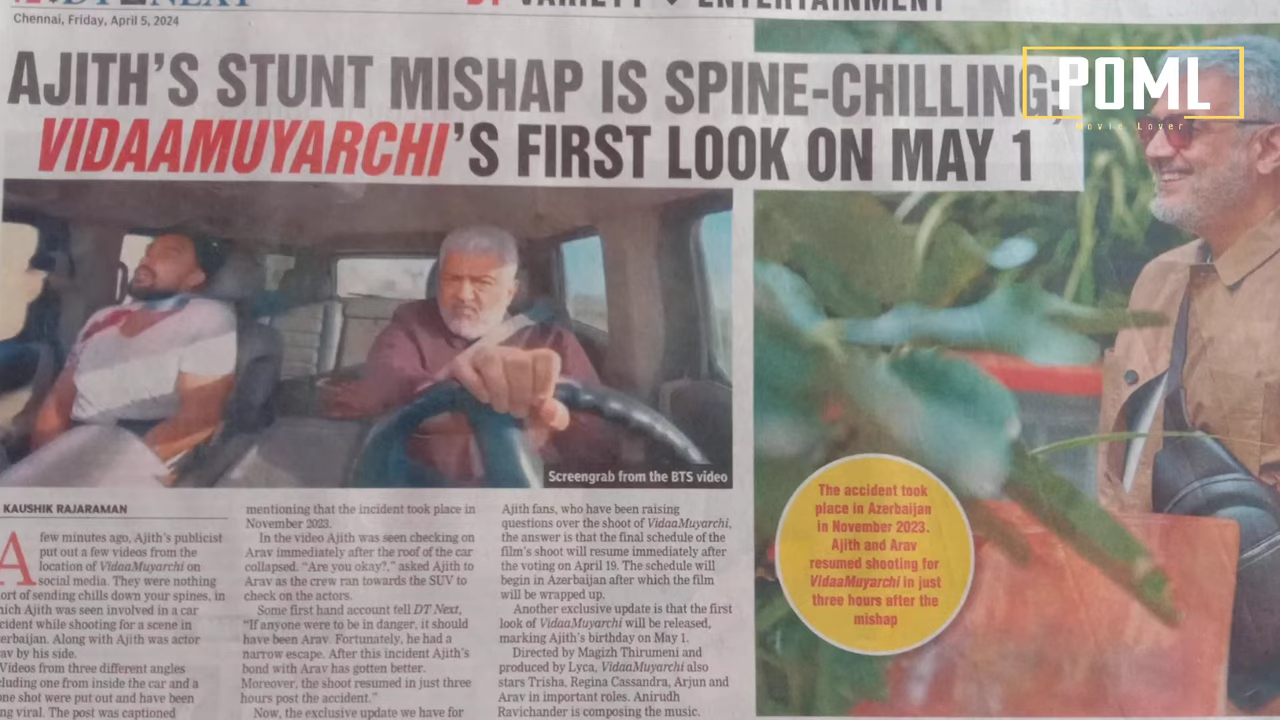 DT NEXT
DT VARIETY ENTERTAINMENT
Chennai, Friday, April 5, 2024
POML
Movie Lover
AJITH'S STUNT MISHAP IS SPINE-CHILLING;
VIDAAMUYARCHI'S FIRST LOOK ON MAY 1
Screengrab from the BTS video
KAUSHIK RAJARAMAN
A few minutes ago, Ajith's publicist
put out a few videos from the
location of VidaaMuyarchi on
social media. They were nothing
ort of sending chills down your spines, in
hich Ajith was seen involved in a car
cident while shooting for a scene in
erbaijan. Along with Ajith was actor
av by his side.
Videos from three different angles
cluding one from inside the car and a
one shot were put out and have been
ng viral. The post was captioned
mentioning that the incident took place in
November 2023.
In the video Ajith was seen checking on
Arav immediately after the roof of the car
collapsed. "Are you okay?," asked Ajith to
Arav as the crew ran towards the SUV to
check on the actors.
Some first hand account tell DT Next,
"If anyone were to be in danger, it should
have been Arav. Fortunately, he had a
narrow escape. After this incident Ajith's
bond with Arav has gotten better.
Moreover, the shoot resumed in just three
hours post the accident."
Now, the exclusive update we have for
Ajith fans, who have been raising
questions over the shoot of VidaaMuyarchi,
the answer is that the final schedule of the
film's shoot will resume immediately after
the voting on April 19. The schedule will
begin in Azerbaijan after which the film
will be wrapped up.
Another exclusive update is that the first
look of VidaaMuyarchi will be released,
marking Ajith's birthday on May 1.
Directed by Magizh Thirumeni and
produced by Lyca, VidaaMuyarchi also
stars Trisha, Regina Cassandra, Arjun and
Arav in important roles. Anirudh
Ravichander is composing the music.
The accident took
place in Azerbaijan
in November 2023.
Ajith and Arav
resumed shooting for
VidaaMuyarchi in just
three hours after the
mishap